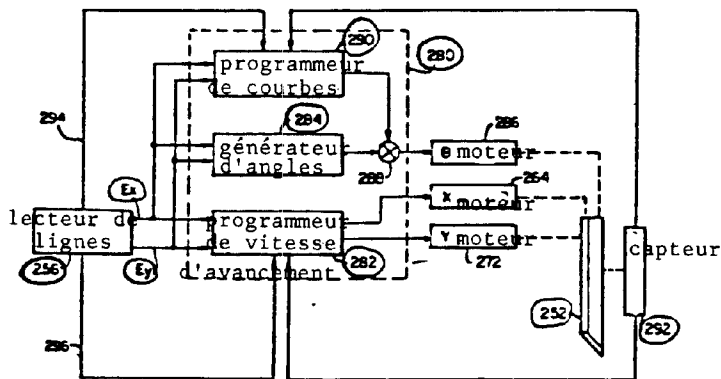 290
programmeur
de courbes
280
294
284
générateur
d'angles
288
286
θ moteur
264
X moteur
Ex
lecteur de
lignes
programmeur
de vitesse
Y moteur
capteur
256
Ey
282
d'avancement
272
252
292
296